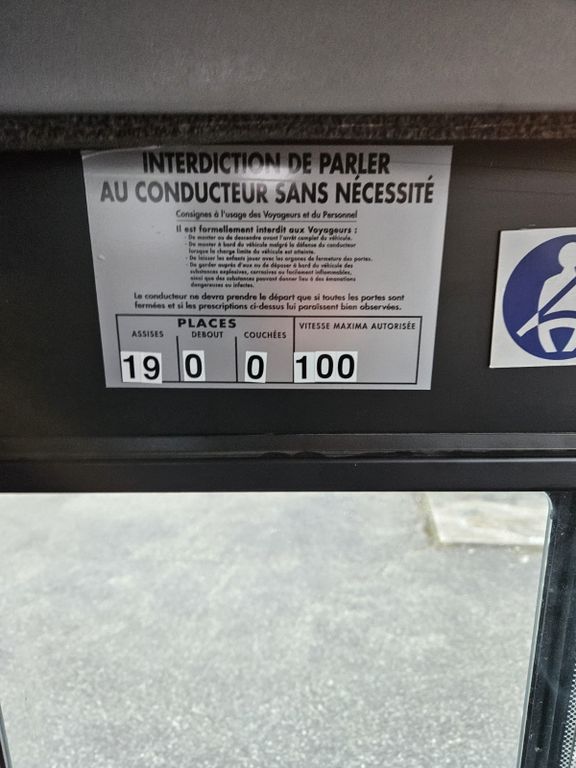 INTERDICTION DE PARLER
AU CONDUCTEUR SANS NÉCESSITÉ
Consignes à l'usage des Voyageurs et du Personnel
Il est formellement interdit aux Voyageurs :
- De monter ou de descendre avant l'arrêt complet du véhicule.
- De monter à bord du véhicule malgré la défense du conducteur
lorsque la charge limite du véhicule est atteinte.
- De laisser les enfants jouer avec les organes de fermeture des portes.
- De garder auprès d'eux ou de déposer à bord du véhicule des
substances explosives, corrosives ou facilement inflammables,
ainsi que des substances pouvant donner lieu à des émanations
dangereuses ou infectes.
Le conducteur ne devra prendre le départ que si toutes les portes sont
fermées et si les prescriptions ci-dessus lui paraissent bien observées.
PLACES
ASSISES DEBOUT COUCHÉES VITESSE MAXIMA AUTORISÉE
19 0 0 100